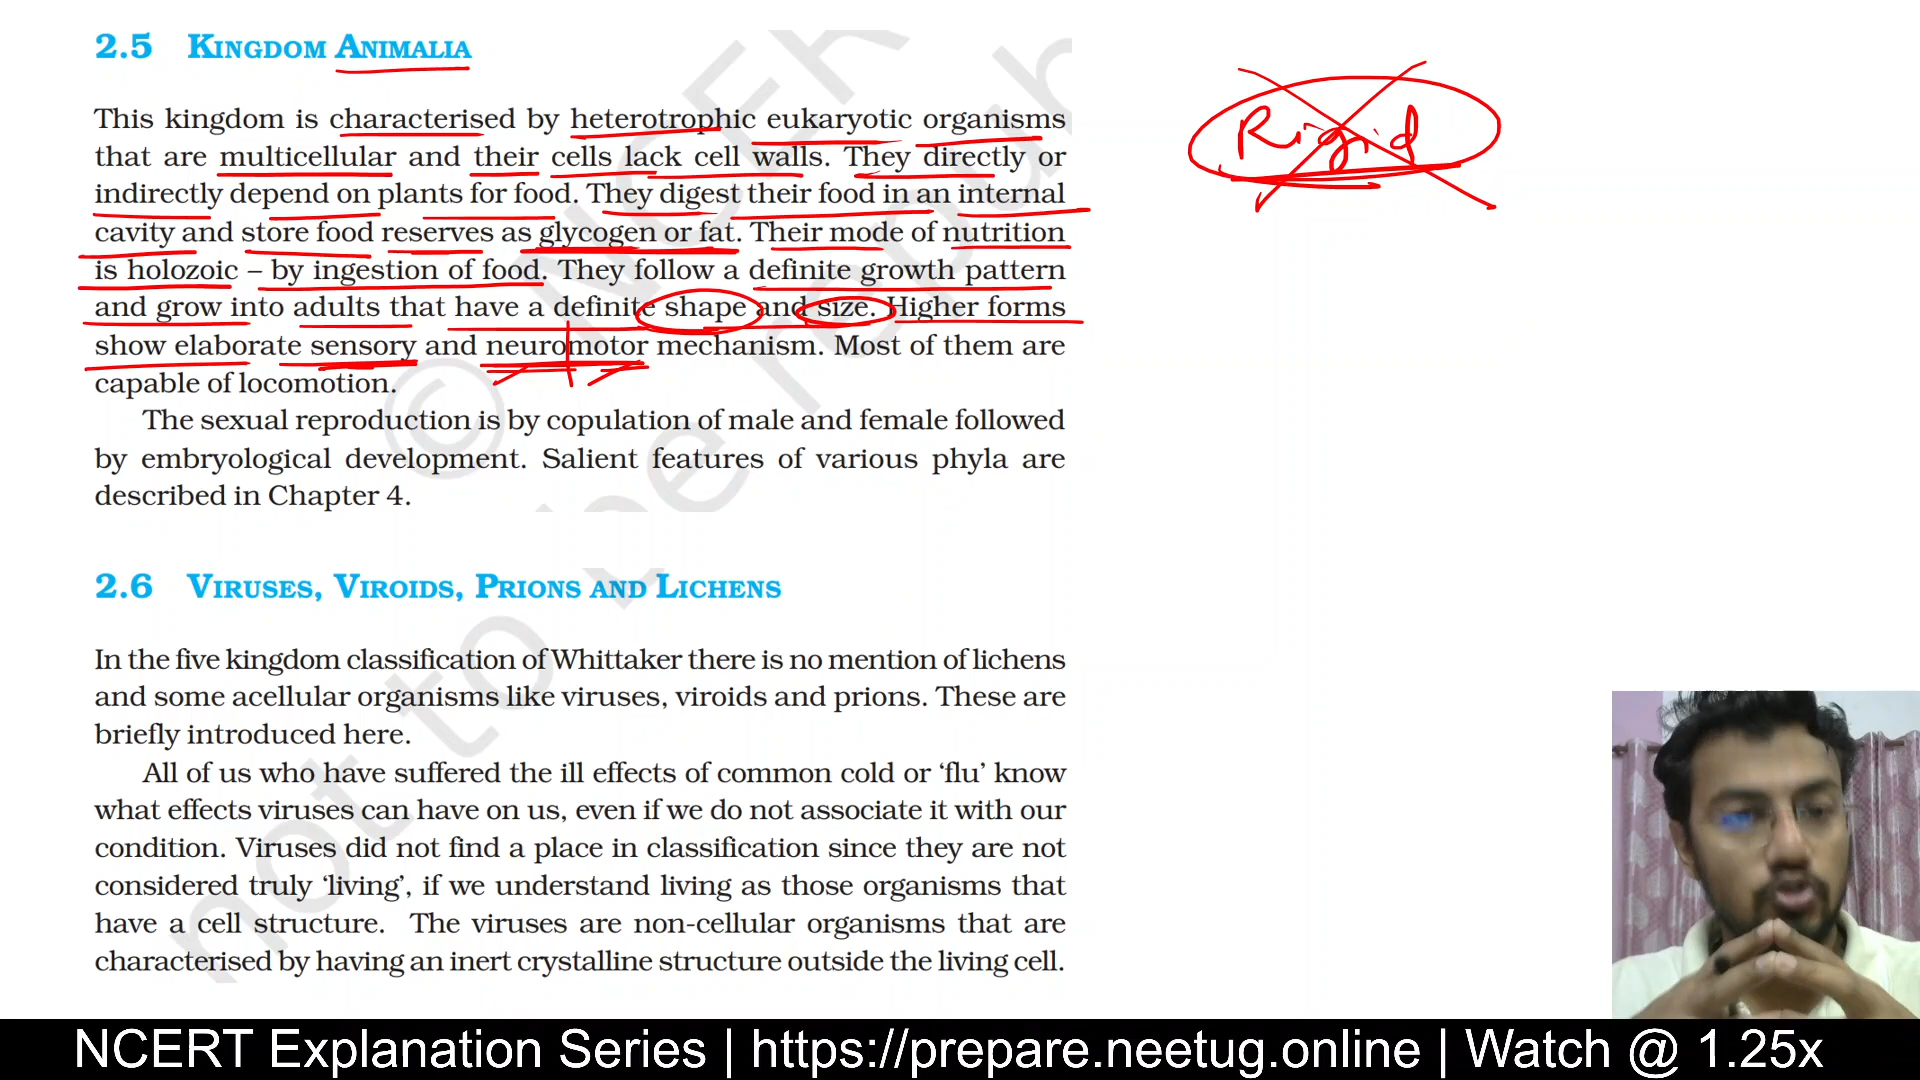 2.5 KINGDOM ANIMALIA
This kingdom is characterised by heterotrophic eukaryotic organisms
that are multicellular and their cells lack cell walls. They directly or
indirectly depend on plants for food. They digest their food in an internal
cavity and store food reserves as glycogen or fat. Their mode of nutrition
is holozoic – by ingestion of food. They follow a definite growth pattern
and grow into adults that have a definite shape and size. Higher forms
show elaborate sensory and neuromotor mechanism. Most of them are
capable of locomotion.
The sexual reproduction is by copulation of male and female followed
by embryological development. Salient features of various phyla are
described in Chapter 4.
Rigid
2.6 VIRUSES, VIROIDS, PRIONS AND LICHENS
In the five kingdom classification of Whittaker there is no mention of lichens
and some acellular organisms like viruses, viroids and prions. These are
briefly introduced here.
All of us who have suffered the ill effects of common cold or ‘flu’ know
what effects viruses can have on us, even if we do not associate it with our
condition. Viruses did not find a place in classification since they are not
considered truly ‘living’, if we understand living as those organisms that
have a cell structure. The viruses are non-cellular organisms that are
characterised by having an inert crystalline structure outside the living cell.
© NCER
not to be repub
NCERT Explanation Series | https://prepare.neetug.online | Watch @ 1.25x